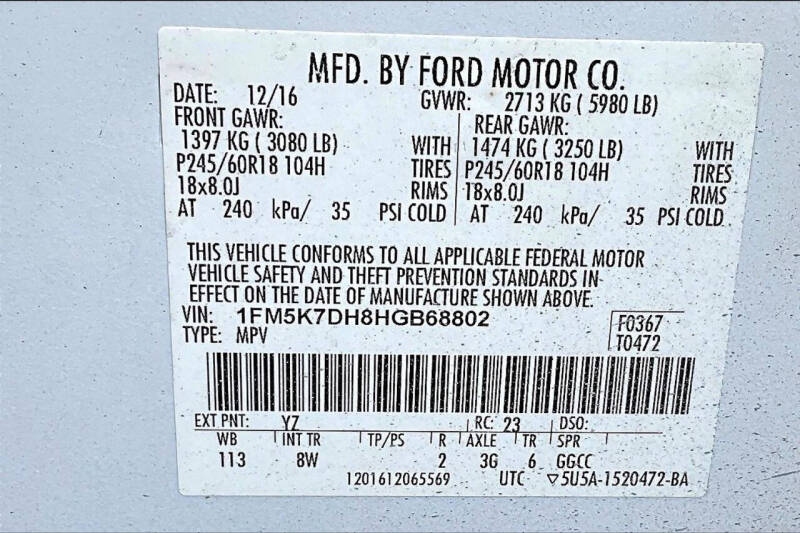 MFD. BY FORD MOTOR CO.
DATE: 12/16 GVWR: 2713 KG ( 5980 LB)
FRONT GAWR: REAR GAWR:
1397 KG ( 3080 LB) WITH 1474 KG ( 3250 LB) WITH
P245/60R18 104H TIRES P245/60R18 104H TIRES
18x8.0J RIMS 18x8.0J RIMS
AT 240 kPa/ 35 PSI COLD AT 240 kPa/ 35 PSI COLD
THIS VEHICLE CONFORMS TO ALL APPLICABLE FEDERAL MOTOR
VEHICLE SAFETY AND THEFT PREVENTION STANDARDS IN-
EFFECT ON THE DATE OF MANUFACTURE SHOWN ABOVE.
VIN: 1FM5K7DH8HGB68802 F0367
TYPE: MPV T0472
EXT PNT: YZ RC: 23 DSO:
WB INT TR TP/PS R AXLE TR SPR
113 8W 2 3G 6 GGCC
1201612065569 UTC ▽5U5A-1520472-BA